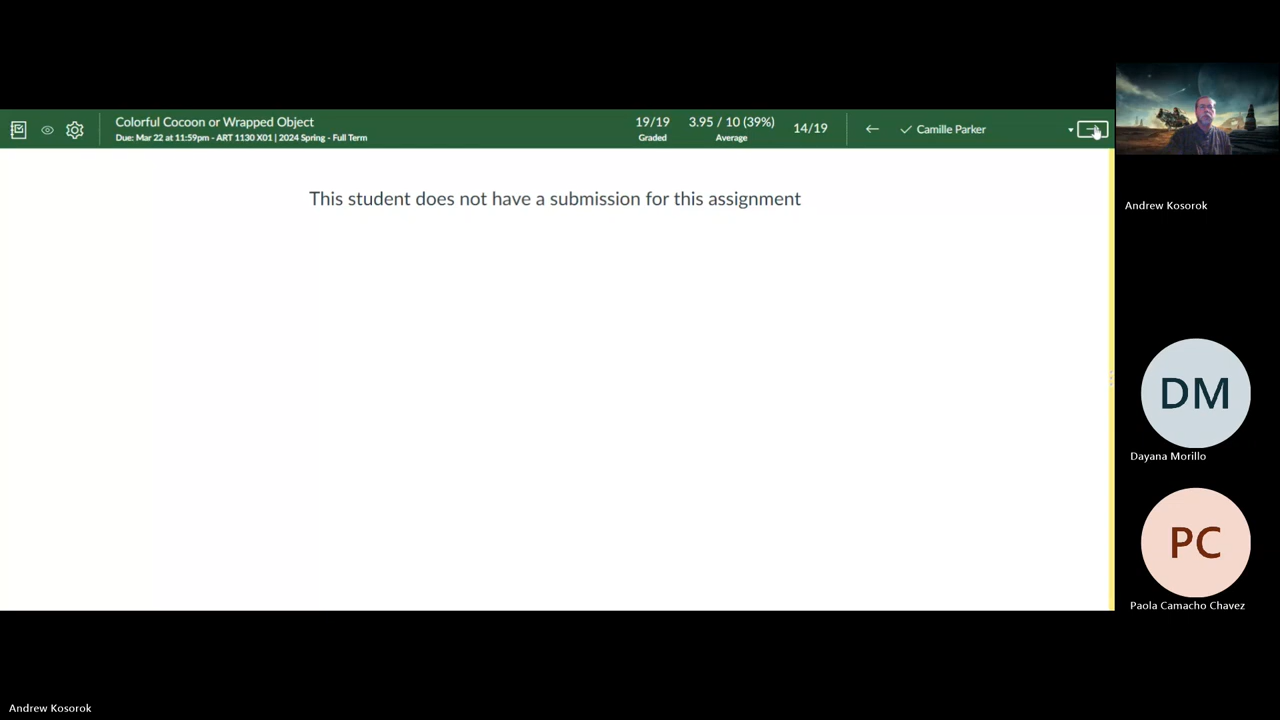 Colorful Cocoon or Wrapped Object
Due: Mar 22 at 11:59pm - ART 1130 X01 | 2024 Spring - Full Term
19/19
Graded
3.95 / 10 (39%)
Average
14/19
Camille Parker
This student does not have a submission for this assignment
Andrew Kosorok
DM
Dayana Morillo
PC
Paola Camacho Chavez
Andrew Kosorok